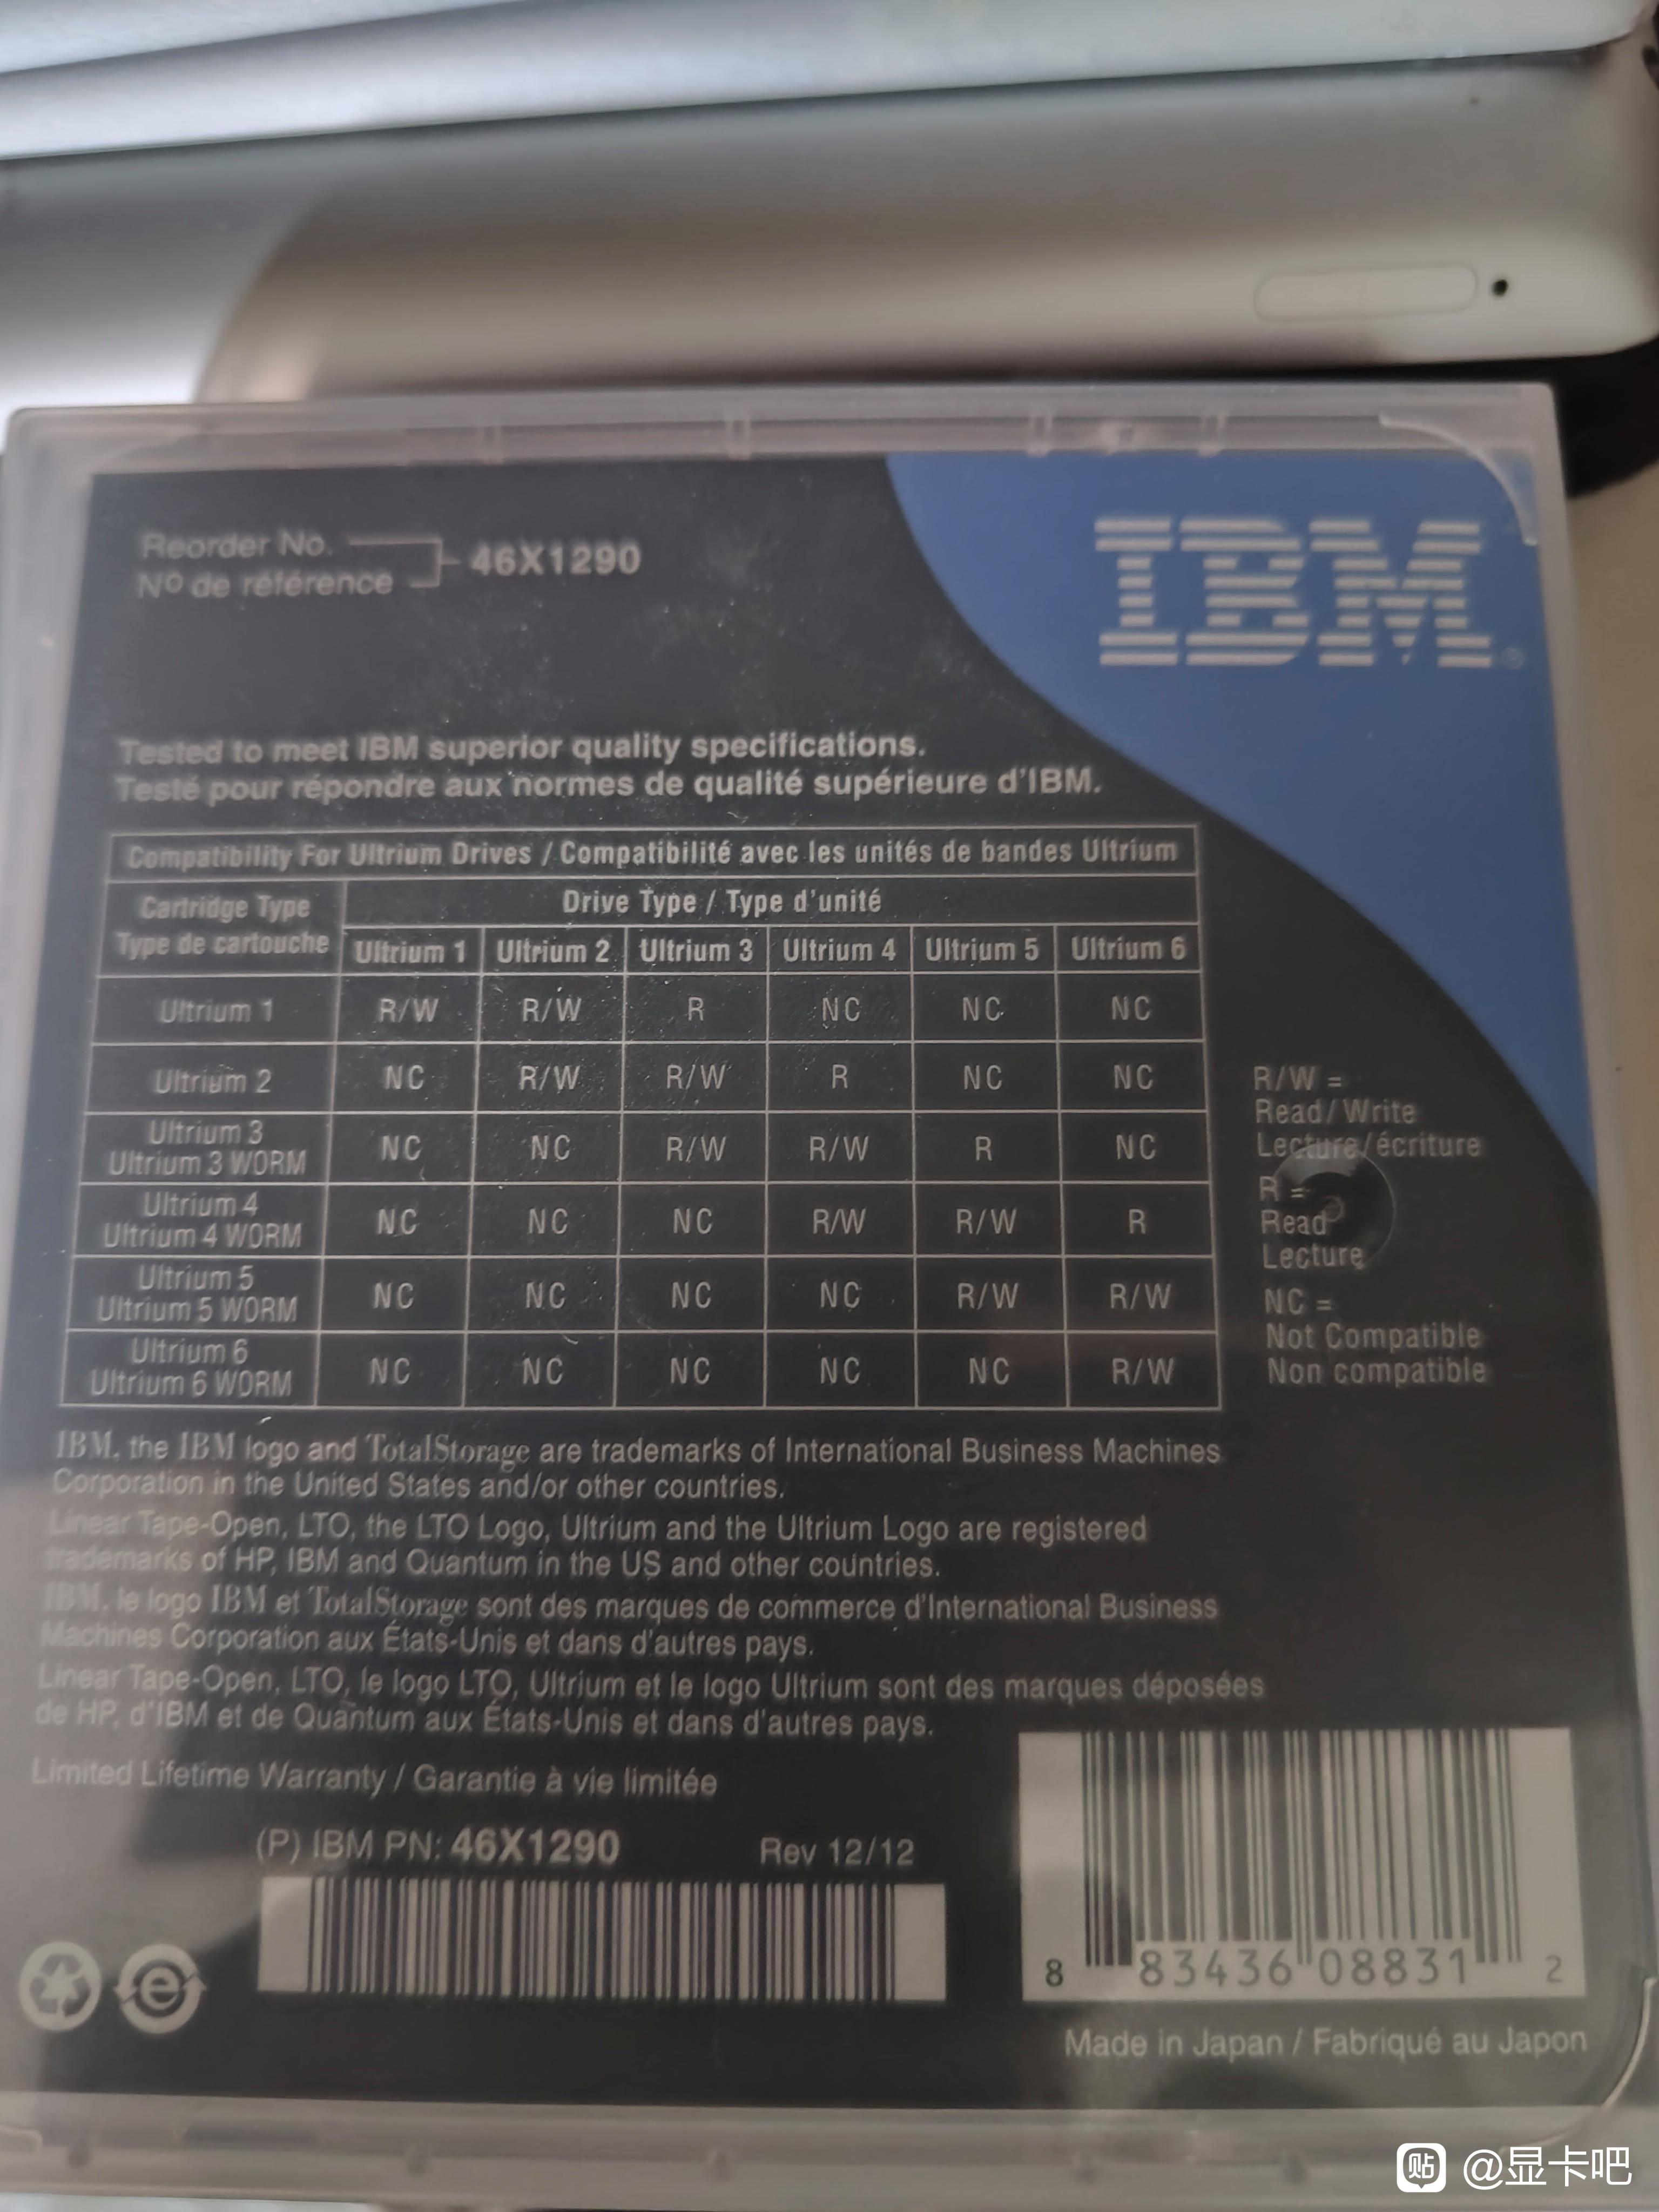 Reorder No.
Nº de référence
46X1290
IBM®
Tested to meet IBM superior quality specifications.
Testé pour répondre aux normes de qualité supérieure d'IBM.
Compatibility For Ultrium Drives / Compatibilité avec les unités de bandes Ultrium
Cartridge Type
Type de cartouche
Drive Type / Type d'unité
Ultrium 1 Ultrium 2 Ultrium 3 Ultrium 4 Ultrium 5 Ultrium 6
Ultrium 1 R/W R/W R NC NC NC
Ultrium 2 NC R/W R/W R NC NC
Ultrium 3
Ultrium 3 WORM NC NC R/W R/W R NC
Ultrium 4
Ultrium 4 WORM NC NC NC R/W R/W R
Ultrium 5
Ultrium 5 WORM NC NC NC NC R/W R/W
Ultrium 6
Ultrium 6 WORM NC NC NC NC NC R/W
R/W =
Read/Write
Lecture/écriture
R =
Read
Lecture
NC =
Not Compatible
Non compatible
IBM, the IBM logo and TotalStorage are trademarks of International Business Machines
Corporation in the United States and/or other countries.
Linear Tape-Open, LTO, the LTO Logo, Ultrium and the Ultrium Logo are registered
trademarks of HP, IBM and Quantum in the US and other countries.
IBM, le logo IBM et TotalStorage sont des marques de commerce d'International Business
Machines Corporation aux États-Unis et dans d'autres pays.
Linear Tape-Open, LTO, le logo LTO, Ultrium et le logo Ultrium sont des marques déposées
de HP, d'IBM et de Quantum aux États-Unis et dans d'autres pays.
Limited Lifetime Warranty / Garantie à vie limitée
(P) IBM PN: 46X1290 Rev 12/12
8 83436 08831 2
Made in Japan / Fabriqué au Japon
贴 @显卡吧